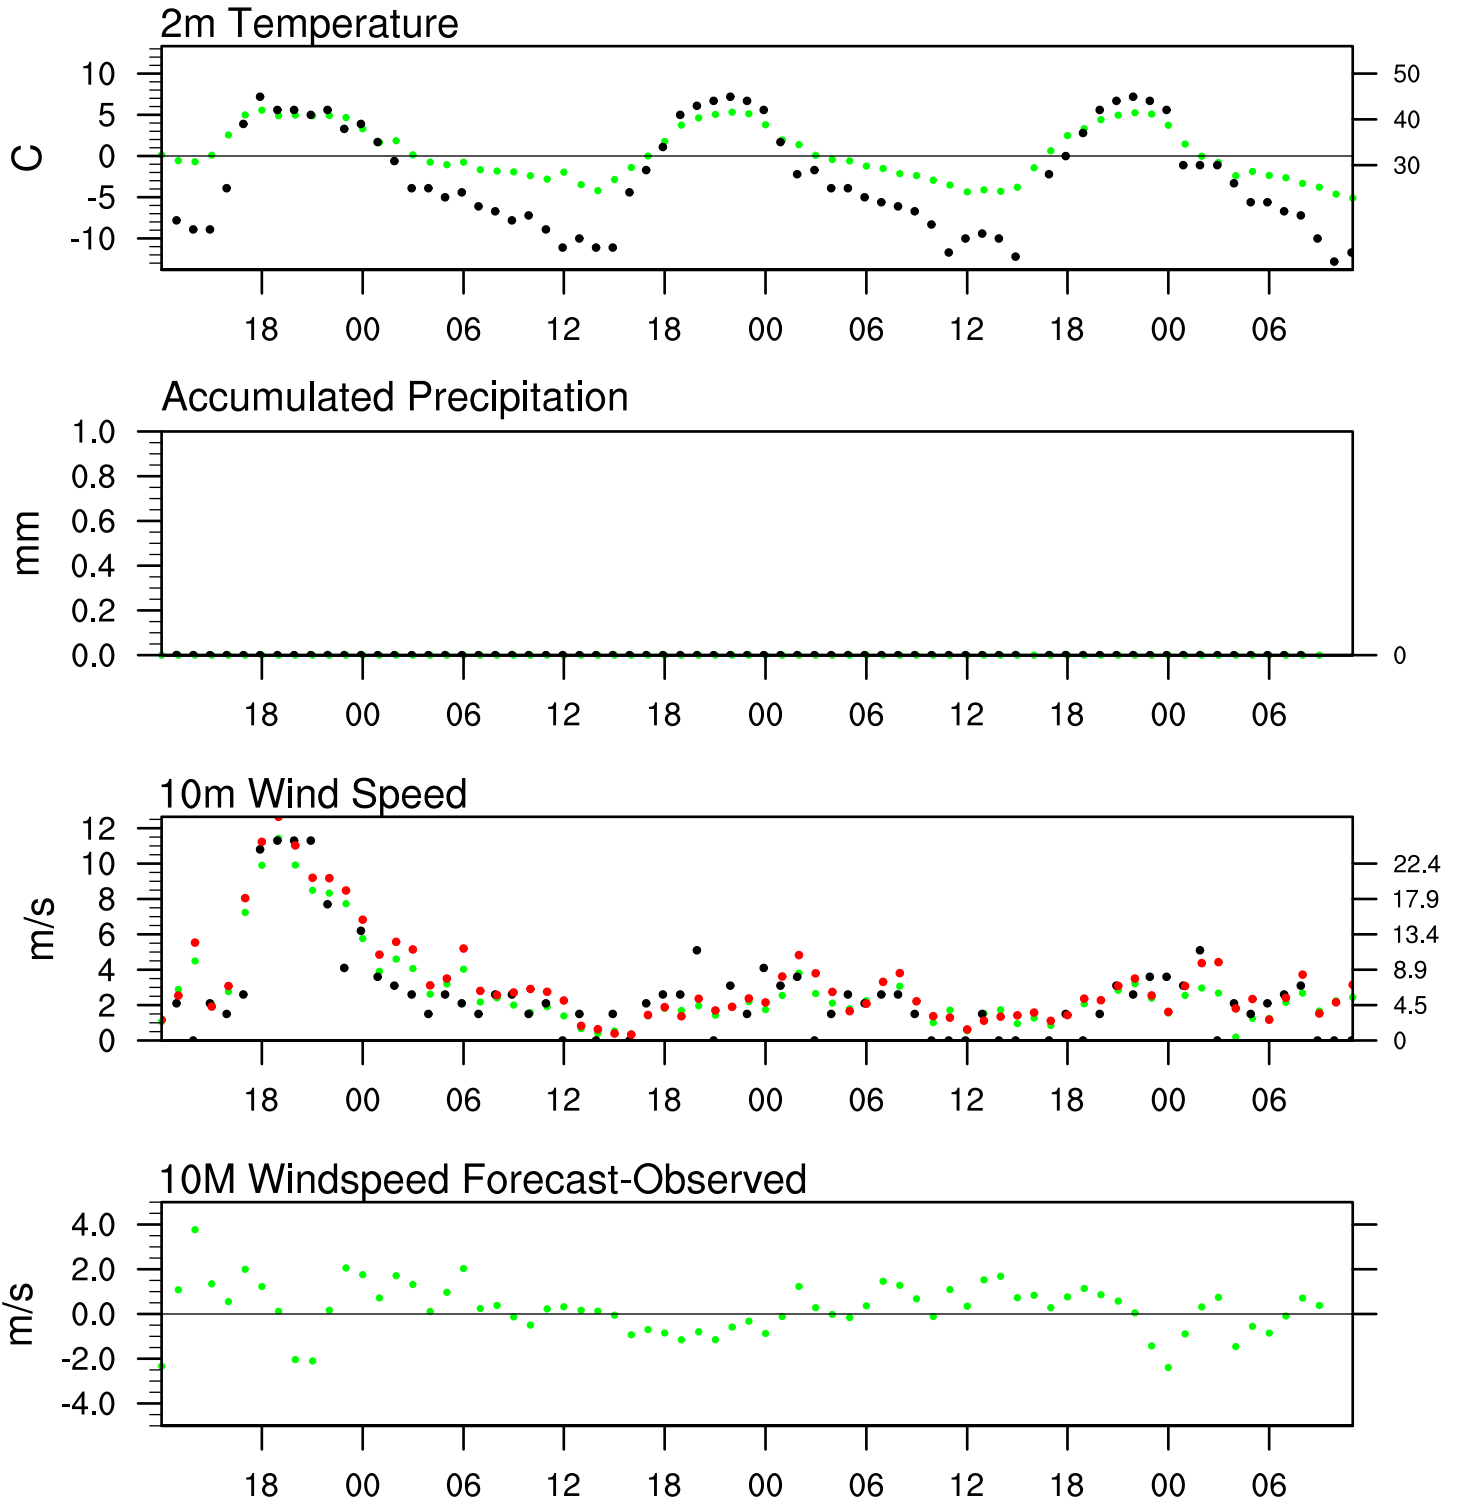 2m Temperature
10
5
0
-5
-10
C
50
40
30
18 00 06 12 18 00 06 12 18 00 06
Accumulated Precipitation
1.0
0.8
0.6
0.4
0.2
0.0
mm
0
18 00 06 12 18 00 06 12 18 00 06
10m Wind Speed
12
10
8
6
4
2
0
m/s
22.4
17.9
13.4
8.9
4.5
0
18 00 06 12 18 00 06 12 18 00 06
10M Windspeed Forecast-Observed
4.0
2.0
0.0
-2.0
-4.0
m/s
18 00 06 12 18 00 06 12 18 00 06